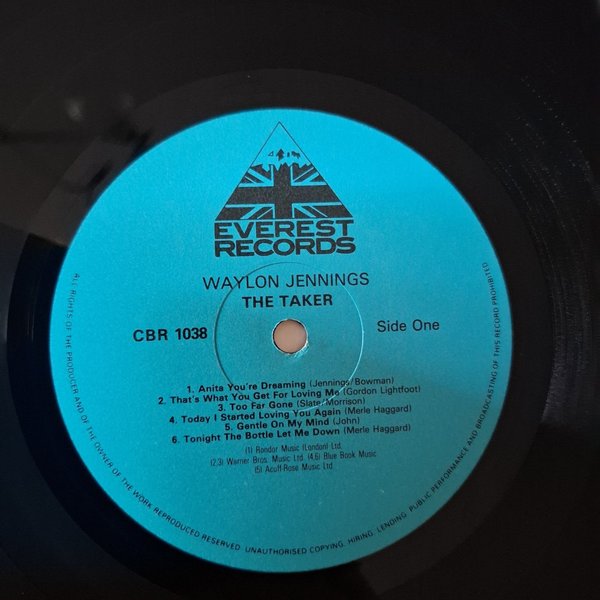 EVEREST
RECORDS
WAYLON JENNINGS
THE TAKER
CBR 1038
Side One
1. Anita You're Dreaming (Jennings/Bowman)
2. That's What You Get For Loving Me (Gordon Lightfoot)
3. Too Far Gone (Slate/Morrison)
4. Today I Started Loving You Again (Merle Haggard)
5. Gentle On My Mind (John)
6. Tonight The Bottle Let Me Down (Merle Haggard)
(1) Rondor Music (London) Ltd.
(2,3) Warner Bros. Music Ltd. (4,6) Blue Book Music
(5) Acuff-Rose Music Ltd.
ALL RIGHTS OF THE PRODUCER AND OF THE OWNER OF THE WORK REPRODUCED RESERVED. UNAUTHORISED COPYING, HIRING, LENDING, PUBLIC PERFORMANCE AND BROADCASTING OF THIS RECORD PROHIBITED